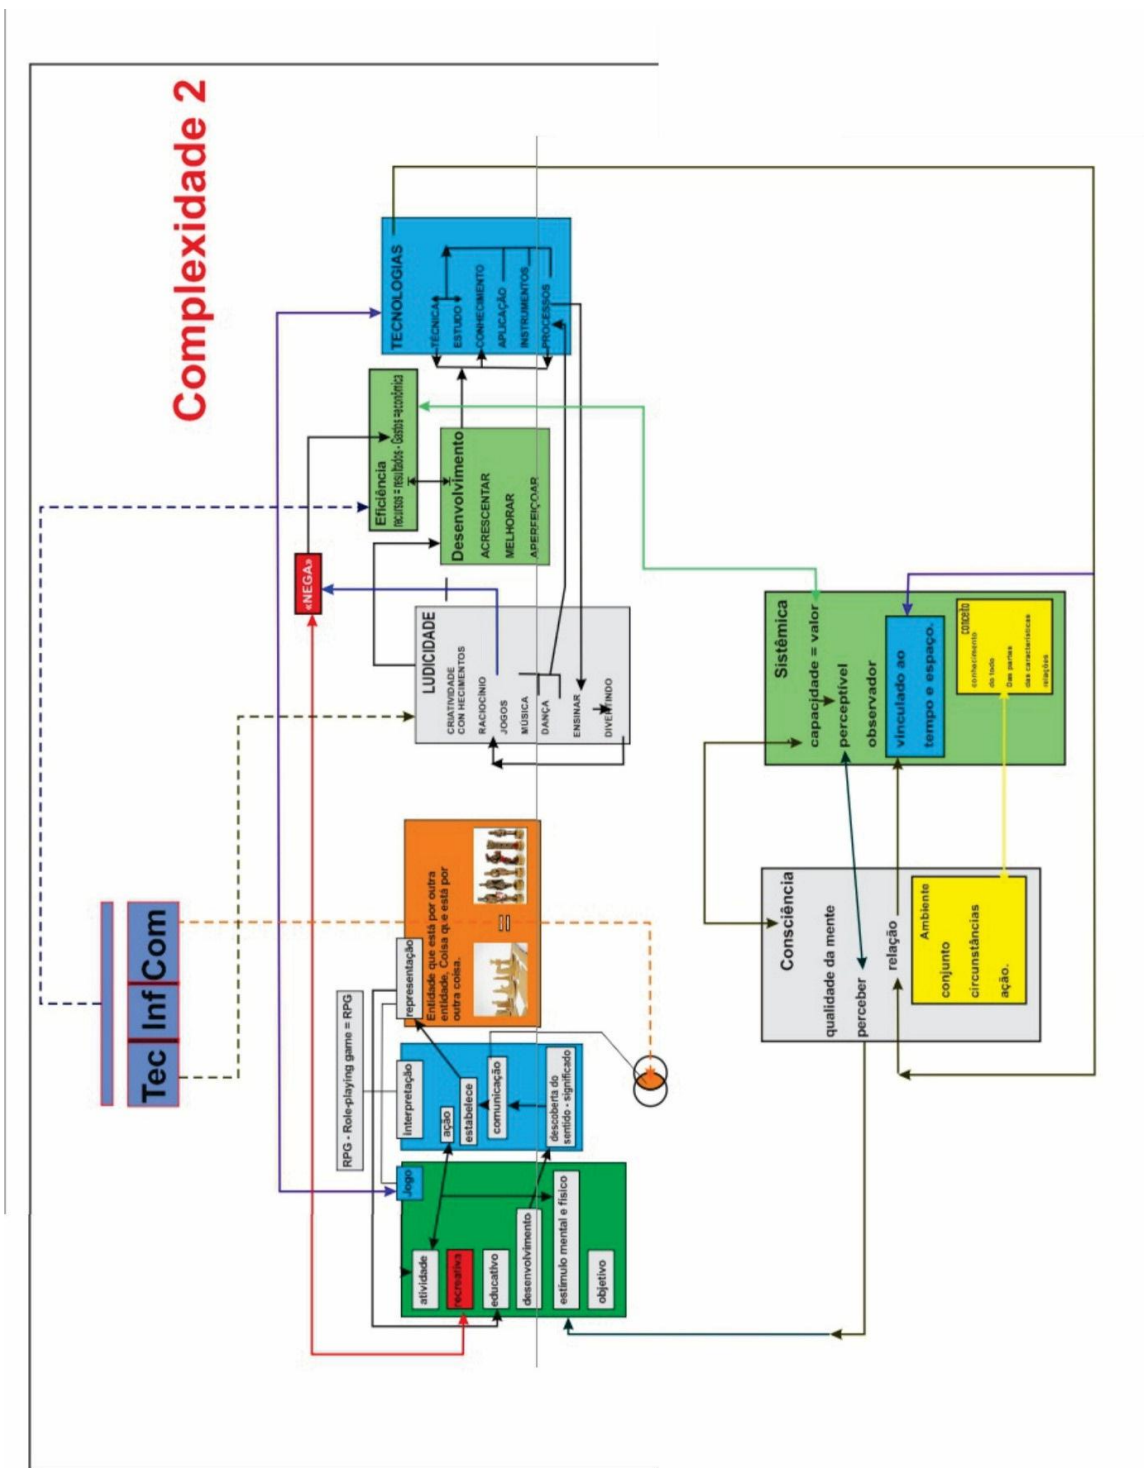 Complexidade 2
Tec Inf Com
RPG - Role-playing game = RPG
Jogo
atividade
recreativa
educativo
desenvolvimento
estímulo mental e físico
objetivo
interpretação
ação
estabelece
comunicação
descoberta do
sentido - significado
representação
Entidade que está por outra
entidade, Coisa que e está por
outra coisa.
=
«NEGA»
LUDICIDADE
CRIATIVIDADE
CON HECIMENTOS
RACIOCÍNIO
JOGOS
MÚSICA
DANÇA
ENSINAR
DIVERTINDO
Eficiência
recursos = resultados - Gastos =econômica
Desenvolvimento
ACRESCENTAR
MELHORAR
APERFEIÇOAR
TECNOLOGIAS
TÉCNICA
ESTUDO
CONHECIMENTO
APLICAÇÃO
INSTRUMENTOS
PROCESSOS
Consciência
qualidade da mente
perceber
relação
Ambiente
conjunto
circunstâncias
ação.
Sistêmica
capacidade = valor
perceptível
observador
vinculado ao
tempo e espaço.
conceto
conhecimento
do todo
Das partes
das características
relações